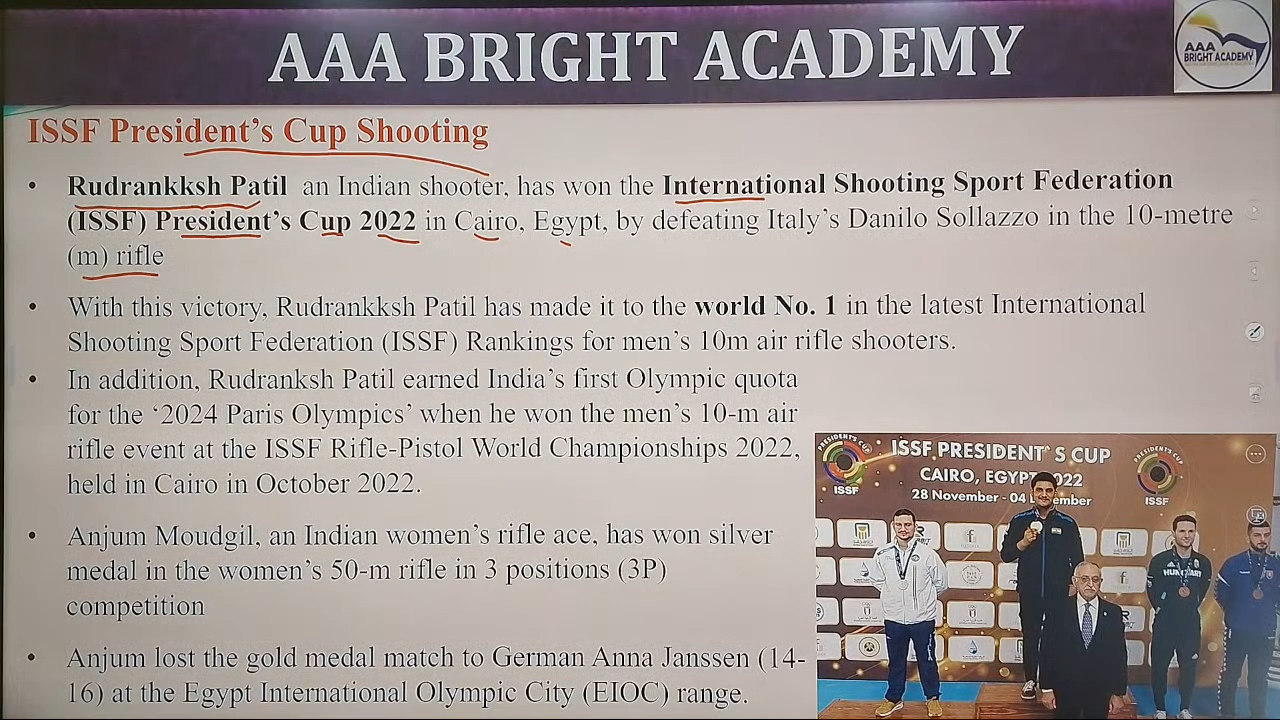 AAA BRIGHT ACADEMY
AAA
BRIGHT ACADEMY
ISSF President's Cup Shooting
• Rudrankksh Patil an Indian shooter, has won the International Shooting Sport Federation
(ISSF) President's Cup 2022 in Cairo, Egypt, by defeating Italy's Danilo Sollazzo in the 10-metre
(m) rifle
• With this victory, Rudrankksh Patil has made it to the world No. 1 in the latest International
Shooting Sport Federation (ISSF) Rankings for men's 10m air rifle shooters.
• In addition, Rudranksh Patil earned India's first Olympic quota
for the ‘2024 Paris Olympics’ when he won the men's 10-m air
rifle event at the ISSF Rifle-Pistol World Championships 2022,
held in Cairo in October 2022.
• Anjum Moudgil, an Indian women's rifle ace, has won silver
medal in the women's 50-m rifle in 3 positions (3P)
competition
• Anjum lost the gold medal match to German Anna Janssen (14-
16) at the Egypt International Olympic City (EIOC) range.
PRESIDENT'S CUP
ISSF
ISSF PRESIDENT`S CUP
CAIRO, EGYPT 2022
28 November - 04
PRESIDENT'S CUP
ISSF